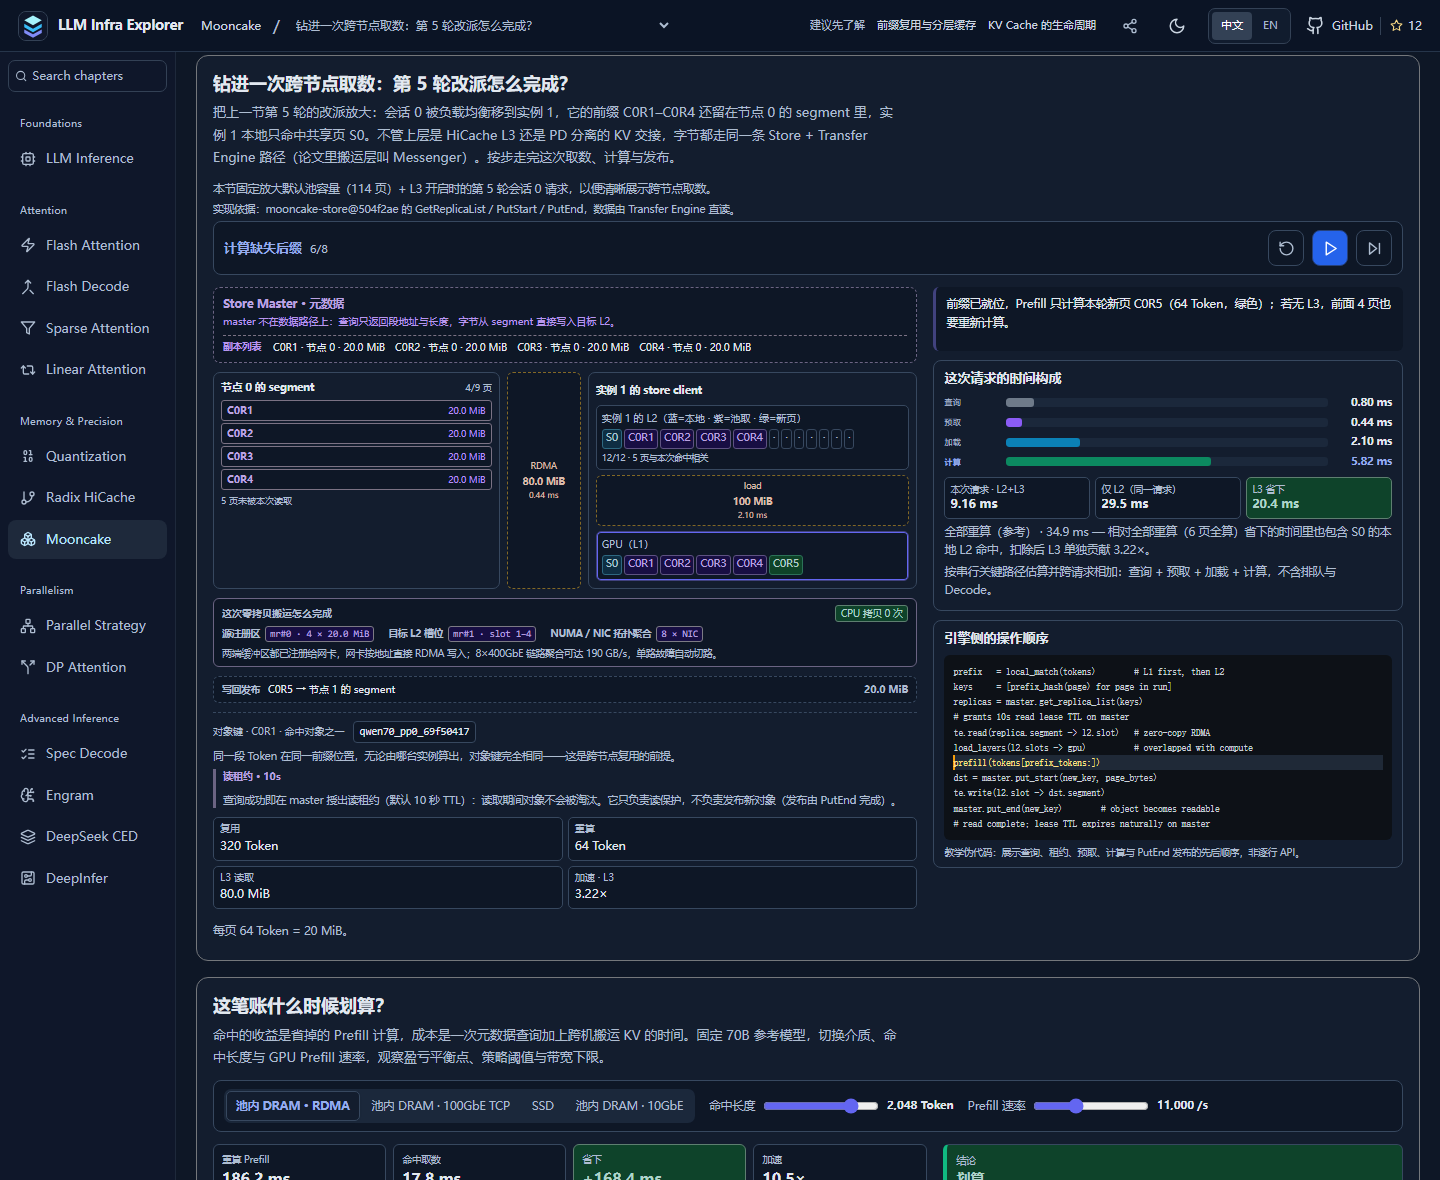 LLM Infra Explorer
Mooncake / 钻进一次跨节点取数：第 5 轮改派怎么完成？
建议先了解 前缀复用与分层缓存 KV Cache 的生命周期
中文 EN
GitHub 12
Search chapters
Foundations
LLM Inference
Attention
Flash Attention
Flash Decode
Sparse Attention
Linear Attention
Memory & Precision
Quantization
Radix HiCache
Mooncake
Parallelism
Parallel Strategy
DP Attention
Advanced Inference
Spec Decode
Engram
DeepSeek CED
DeepInfer
钻进一次跨节点取数：第 5 轮改派怎么完成？
把上一节第 5 轮的改派放大：会话 0 被负载均衡移到实例 1，它的前缀 C0R1–C0R4 还留在节点 0 的 segment 里，实
例 1 本地只命中共享页 S0。不管上层是 HiCache L3 还是 PD 分离的 KV 交接，字节都走同一条 Store + Transfer
Engine 路径（论文里搬运层叫 Messenger）。按步走完这次取数、计算与发布。
本节固定放大默认池容量（114 页）+ L3 开启时的第 5 轮会话 0 请求，以便清晰展示跨节点取数。
实现依据：mooncake-store@504f2ae 的 GetReplicaList / PutStart / PutEnd，数据由 Transfer Engine 直读。
计算缺失后缀 6/8
Store Master • 元数据
master 不在数据路径上：查询只返回段地址与长度，字节从 segment 直接写入目标 L2。
副本列表 C0R1 · 节点 0 · 20.0 MiB C0R2 · 节点 0 · 20.0 MiB C0R3 · 节点 0 · 20.0 MiB C0R4 · 节点 0 · 20.0 MiB
节点 0 的 segment 4/9 页
C0R1 20.0 MiB
C0R2 20.0 MiB
C0R3 20.0 MiB
C0R4 20.0 MiB
5 页未被本次读取
RDMA
80.0 MiB
0.44 ms
实例 1 的 store client
实例 1 的 L2（蓝=本地 · 紫=池取 · 绿=新页）
S0 C0R1 C0R2 C0R3 C0R4 · · · · · · ·
12/12 · 5 页与本次命中相关
load
100 MiB
2.10 ms
GPU（L1）
S0 C0R1 C0R2 C0R3 C0R4 C0R5
这次零拷贝搬运怎么完成 CPU 拷贝 0 次
源注册区 mr#0 · 4 × 20.0 MiB 目标 L2 槽位 mr#1 · slot 1–4 NUMA / NIC 拓扑聚合 8 × NIC
两端缓冲区都已注册给网卡，网卡按地址直接 RDMA 写入；8×400GbE 链路聚合可达 190 GB/s，单路故障自动切路。
写回发布 C0R5 → 节点 1 的 segment 20.0 MiB
对象键 · C0R1 · 命中对象之一 qwen70_pp0_69f50417
同一段 Token 在同一前缀位置，无论由哪台实例算出，对象键完全相同——这是跨节点复用的前提。
读租约 • 10s
查询成功即在 master 授出读租约（默认 10 秒 TTL）：读取期间对象不会被淘汰。它只负责读保护，不负责发布新对象（发布由 PutEnd 完成）。
复用
320 Token
重算
64 Token
L3 读取
80.0 MiB
加速 · L3
3.22×
每页 64 Token = 20 MiB。
前缀已就位，Prefill 只计算本轮新页 C0R5（64 Token，绿色）；若无 L3，前面 4 页也
要重新计算。
这次请求的时间构成
查询 0.80 ms
预取 0.44 ms
加载 2.10 ms
计算 5.82 ms
本次请求 · L2+L3
9.16 ms
仅 L2（同一请求）
29.5 ms
L3 省下
20.4 ms
全部重算（参考）· 34.9 ms — 相对全部重算（6 页全算）省下的时间里也包含 S0 的本
地 L2 命中，扣除后 L3 单独贡献 3.22×。
按串行关键路径估算并跨请求相加：查询 + 预取 + 加载 + 计算，不含排队与
Decode。
引擎侧的操作顺序
prefix = local_match(tokens) # L1 first, then L2
keys = [prefix_hash(page) for page in run]
replicas = master.get_replica_list(keys)
# grants 10s read lease TTL on master
te.read(replica.segment -> l2.slot) # zero-copy RDMA
load_layers(l2.slots -> gpu) # overlapped with compute
prefill(tokens[prefix_tokens:])
dst = master.put_start(new_key, page_bytes)
te.write(l2.slot -> dst.segment)
master.put_end(new_key) # object becomes readable
# read complete; lease TTL expires naturally on master
教学伪代码：展示查询、租约、预取、计算与 PutEnd 发布的先后顺序，非逐行 API。
这笔账什么时候划算？
命中的收益是省掉的 Prefill 计算，成本是一次元数据查询加上跨机搬运 KV 的时间。固定 70B 参考模型，切换介质、命
中长度与 GPU Prefill 速率，观察盈亏平衡点、策略阈值与带宽下限。
池内 DRAM • RDMA 池内 DRAM · 100GbE TCP SSD 池内 DRAM · 10GbE 命中长度 2,048 Token Prefill 速率 11,000 /s
重算 Prefill
186.2 ms
命中取数
17.8 ms
省下
+168.4 ms
加速
10.5×
结论
划算